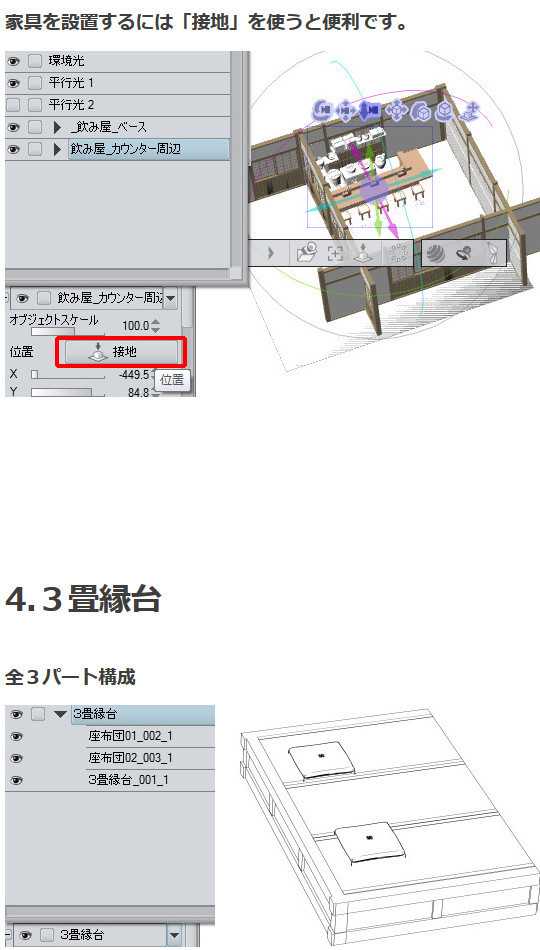 家具を設置するには「接地」を使うと便利です。
環境光
平行光 1
平行光 2
_飲み屋_ベース
飲み屋_カウンター周辺
飲み屋_カウンター周辺
オブジェクトスケール 100.0
位置 接地
X -449.5
位置
Y 84.8
4.３畳縁台
全３パート構成
3畳縁台
座布団01_002_1
座布団02_003_1
3畳縁台_001_1
3畳縁台